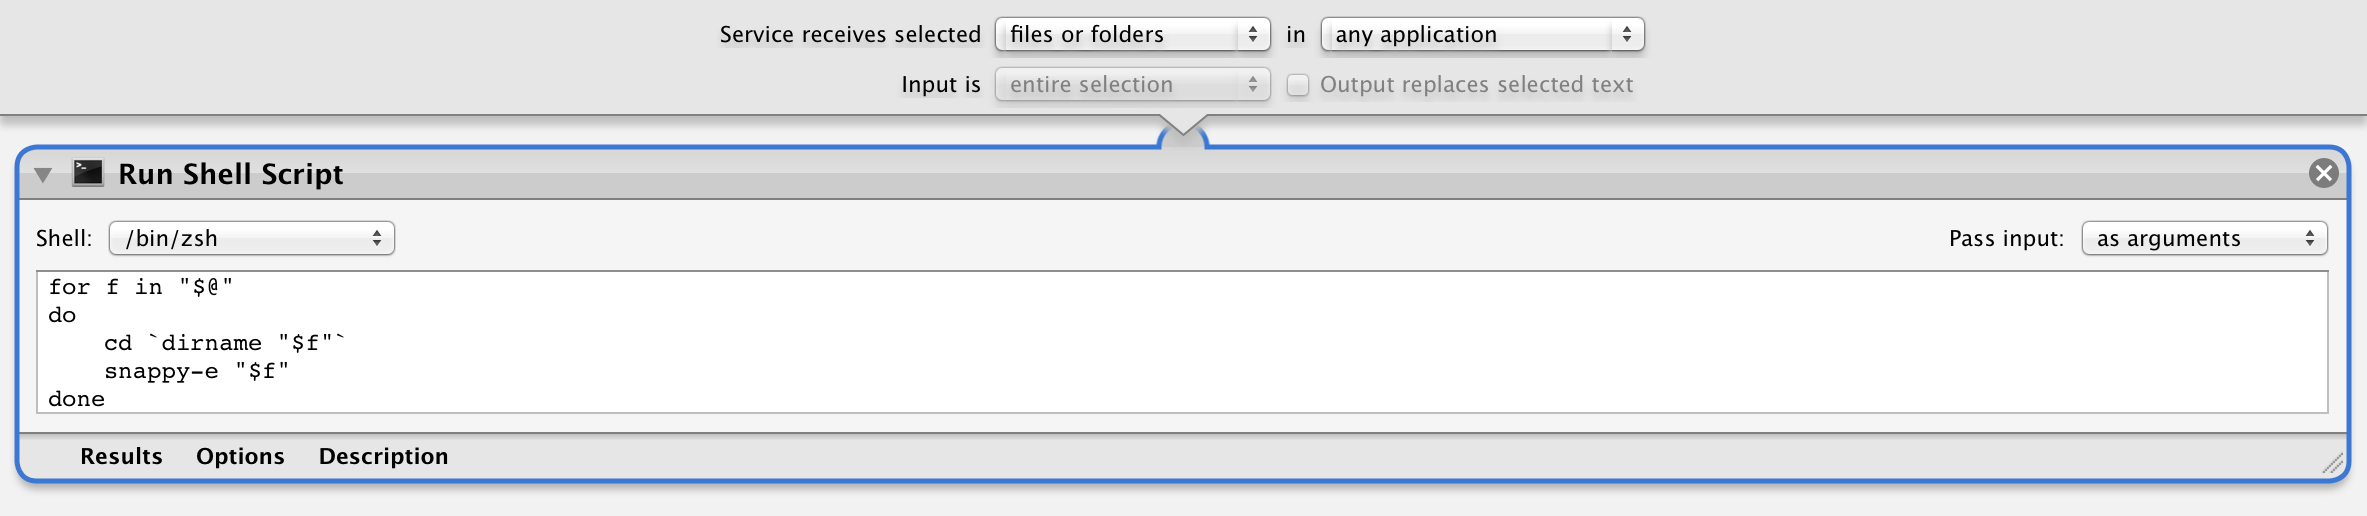 Service receives selected files or folders in any application
Input is entire selection Output replaces selected text
Run Shell Script
Shell: /bin/zsh Pass input: as arguments
for f in "$@"
do
    cd `dirname "$f"`
    snappy-e "$f"
done
Results Options Description